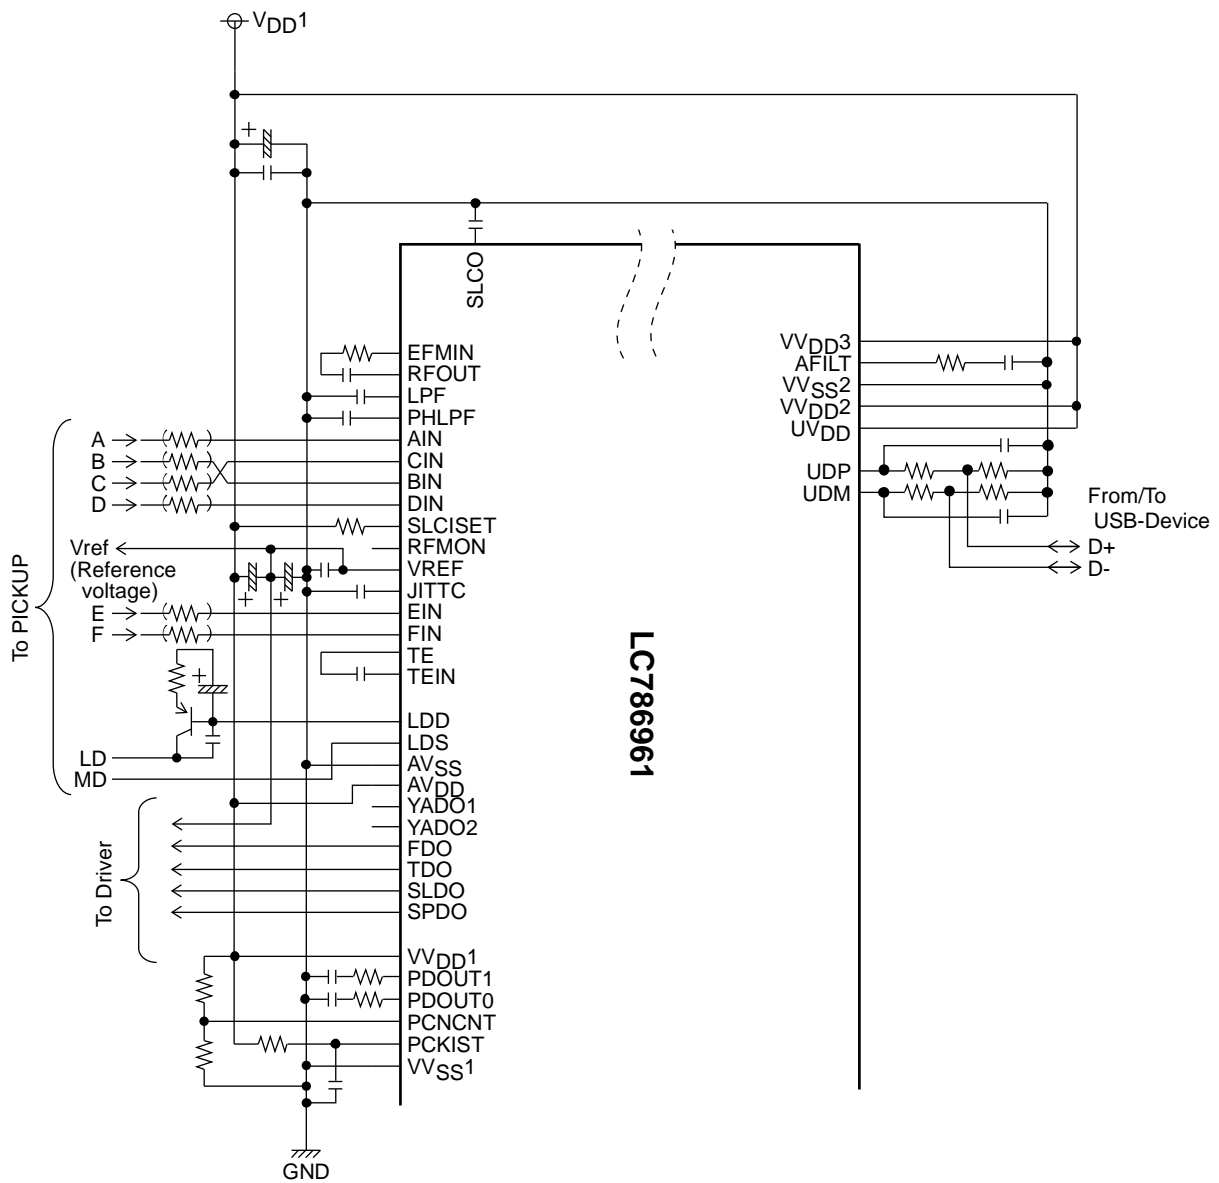 VDD1
+
SLCO
EFMIN
RFOUT
LPF
PHLPF
A
AIN
B
CIN
C
BIN
D
DIN
SLCISET
Vref
(Reference
voltage)
RFMON
VREF
+
+
JITTC
E
EIN
F
FIN
TE
TEIN
+
LDD
LDS
LD
MD
AVSS
AVDD
YADO1
YADO2
FDO
TDO
SLDO
SPDO
To PICKUP
To Driver
VVDD1
PDOUT1
PDOUT0
PCNCNT
PCKIST
VVSS1
GND
LC786961
VVDD3
AFILT
VVSS2
VVDD2
UVDD
UDP
UDM
From/To
USB-Device
D+
D-